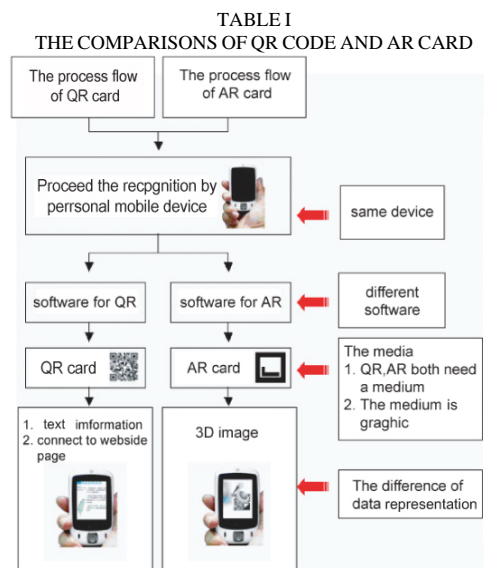 TABLE I
THE COMPARISONS OF QR CODE AND AR CARD
The process flow
of QR card
The process flow
of AR card
Proceed the recpgnition by
perrsonal mobile device
same device
software for QR
software for AR
different
software
QR card
AR card
The media
1. QR,AR both need
a medium
2. The medium is
graghic
1. text imformation
2. connect to webside
page
3D image
The difference of
data representation